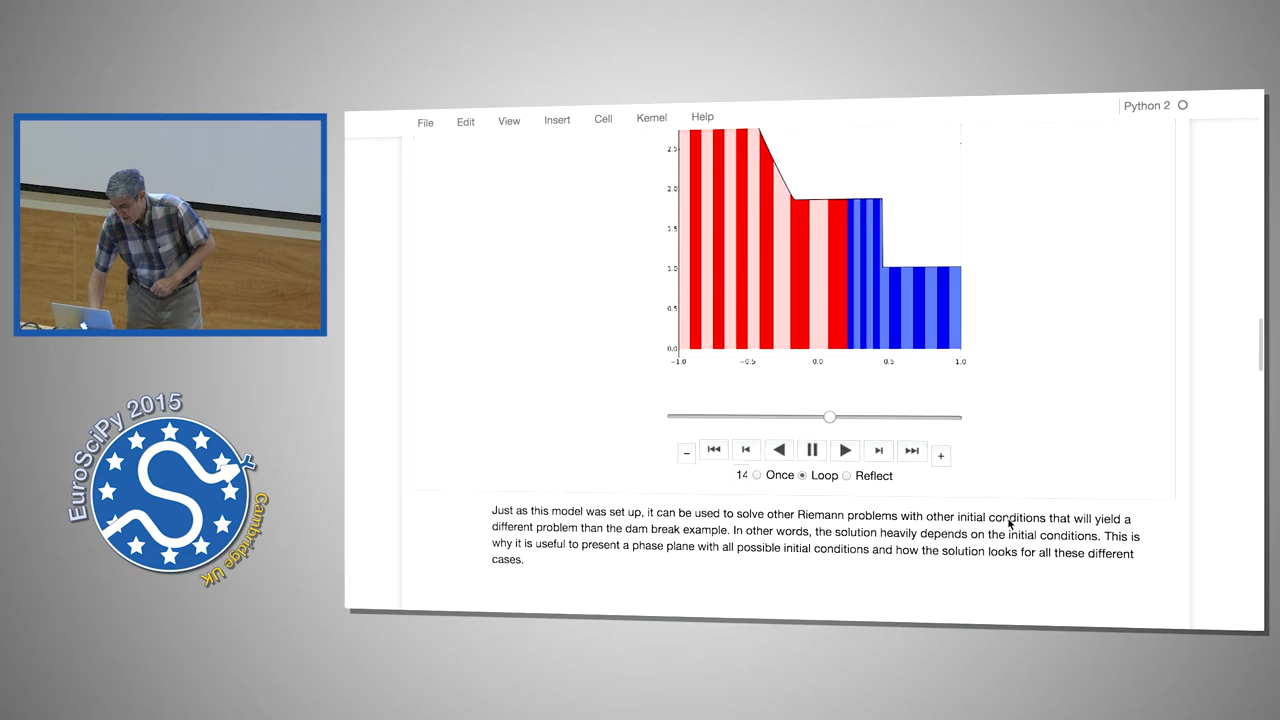 File Edit View Insert Cell Kernel Help
Python 2
2.5
2.0
1.5
1.0
0.5
0.0
-1.0 -0.5 0.0 0.5 1.0
-
+
14 Once Loop Reflect
Just as this model was set up, it can be used to solve other Riemann problems with other initial conditions that will yield a
different problem than the dam break example. In other words, the solution heavily depends on the initial conditions. This is
why it is useful to present a phase plane with all possible initial conditions and how the solution looks for all these different
cases.
EuroSciPy 2015
Cambridge UK